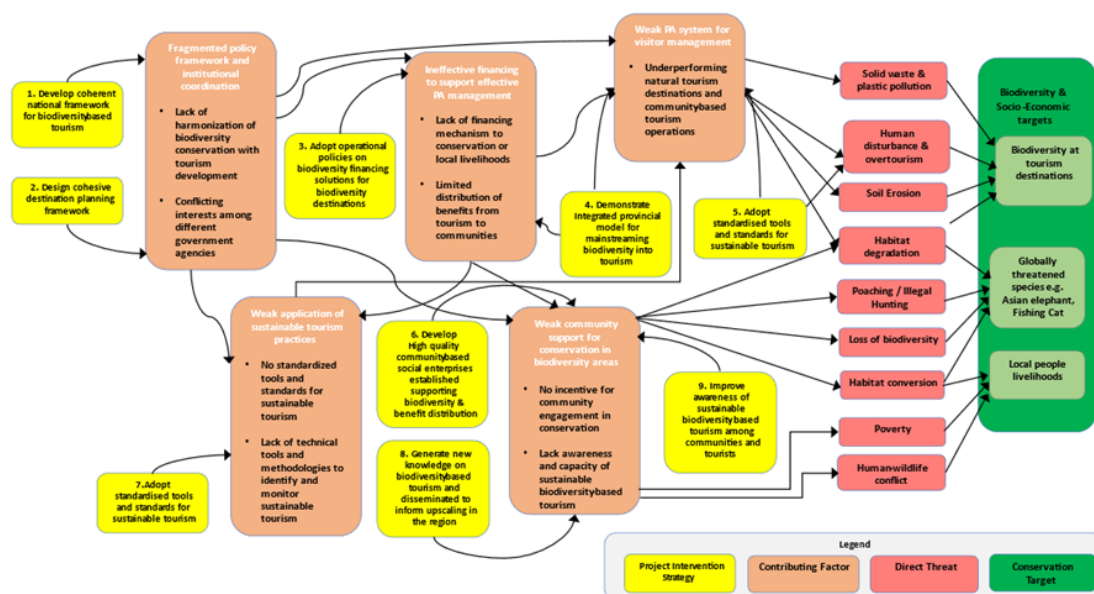 Fragmented policy
framework and
institutional
coordination
• Lack of
harmonization of
biodiversity
conservation with
tourism
development
• Conflicting
interests among
different
government
agencies
1. Develop coherent
national framework
for biodiversitybased
tourism
2. Design cohesive
destination planning
framework
Ineffective financing
to support effective
PA management
• Lack of financing
mechanism to
conservation or
local livelihoods
• Limited
distribution of
benefits from
tourism to
communities
3. Adopt operational
policies on
biodiversity financing
solutions for
biodiversity
destinations
Weak PA system for
visitor management
• Underperforming
natural tourism
destinations and
communitybased
tourism
operations
4. Demonstrate
Integrated provincial
model for
mainstreaming
biodiversity into
tourism
5. Adopt
standardised tools
and standards for
sustainable tourism
Weak application of
sustainable tourism
practices
• No standardized
tools and
standards for
sustainable
tourism
• Lack of technical
tools and
methodologies to
identify and
monitor
sustainable
tourism
7.Adopt
standardised tools
and standards for
sustainable tourism
6. Develop
High quality
communitybased
social enterprises
established
supporting
biodiversity &
benefit distribution
8. Generate new
knowledge on
biodiversitybased
tourism and
disseminated to
inform upscaling in
the region
Weak community
support for
conservation in
biodiversity areas
• No incentive for
community
engagement in
conservation
• Lack awareness
and capacity of
sustainable
biodiversitybased
tourism
9. Improve
awareness of
sustainable
biodiversitybased
tourism among
communities and
tourists
Solid waste &
plastic pollution
Human
disturbance &
overtourism
Soil Erosion
Habitat
degradation
Poaching / Illegal
Hunting
Loss of biodiversity
Habitat conversion
Poverty
Human-wildlife
conflict
Biodiversity &
Socio -Economic
targets
Biodiversity at
tourism
destinations
Globally
threatened
species e.g.
Asian elephant,
Fishing Cat
Local people
livelihoods
Legend
Project Intervention
Strategy
Contributing Factor
Direct Threat
Conservation
Target